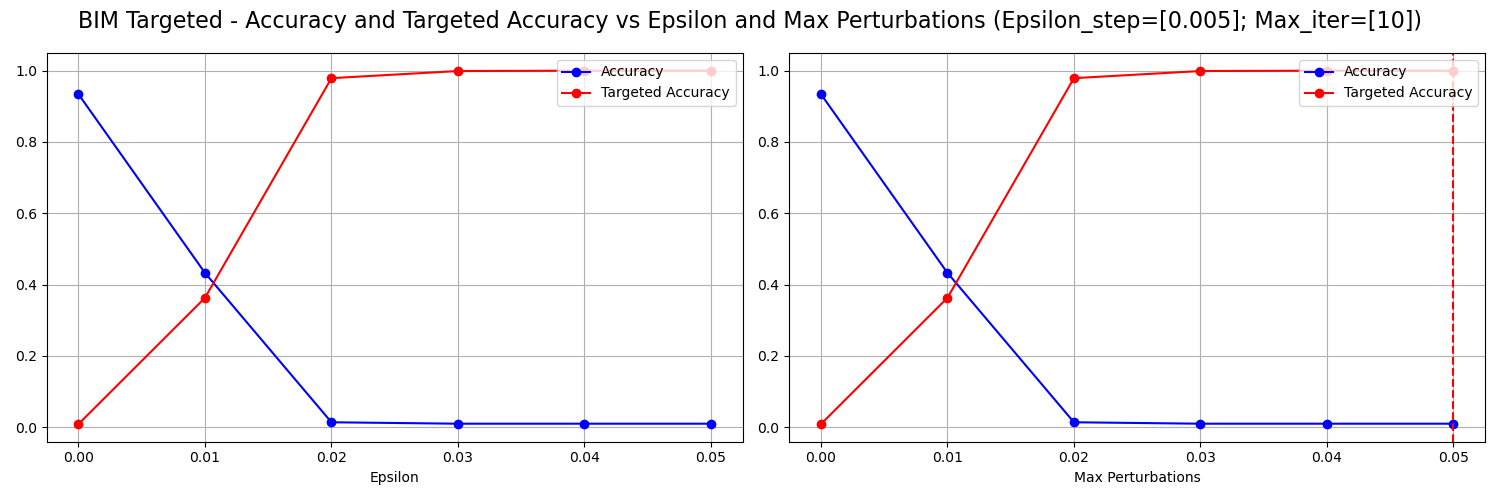 BIM Targeted - Accuracy and Targeted Accuracy vs Epsilon and Max Perturbations (Epsilon_step=[0.005]; Max_iter=[10])
1.0
0.8
0.6
0.4
0.2
0.0
Accuracy
Targeted Accuracy
0.00 0.01 0.02 0.03 0.04 0.05
Epsilon
1.0
0.8
0.6
0.4
0.2
0.0
Accuracy
Targeted Accuracy
0.00 0.01 0.02 0.03 0.04 0.05
Max Perturbations